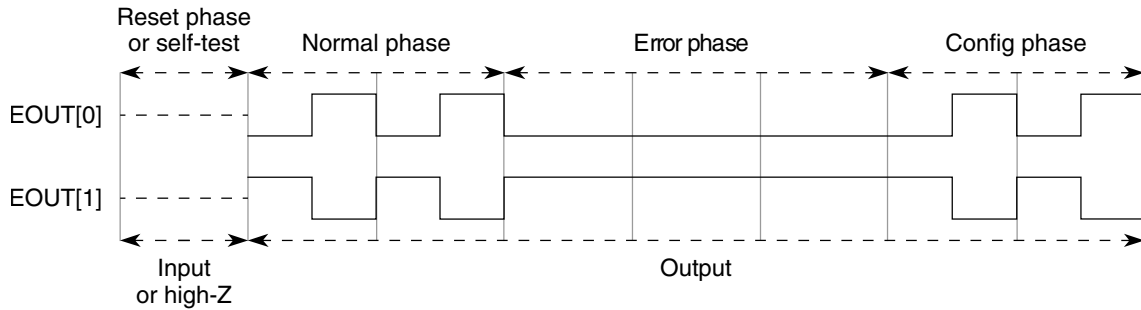 Reset phase
or self-test
Normal phase
Error phase
Config phase
EOUT[0]
EOUT[1]
Input
or high-Z
Output